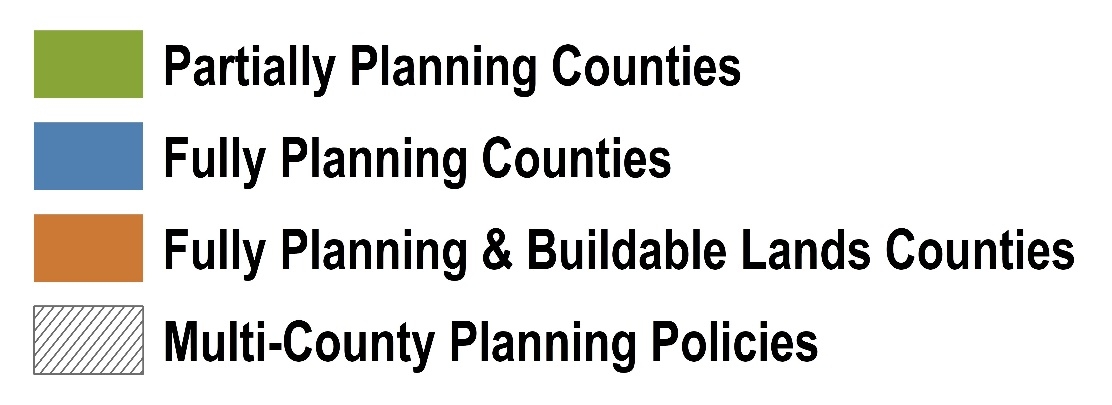 Partially Planning Counties
Fully Planning Counties
Fully Planning & Buildable Lands Counties
Multi-County Planning Policies